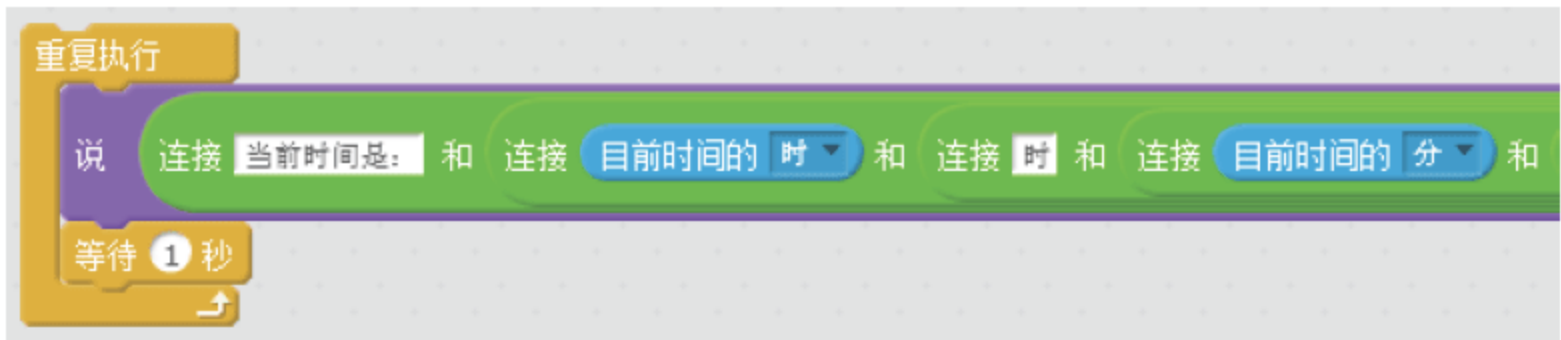 重复执行
说 连接 当前时间是: 和 连接 目前时间的 时 和 连接 时 和 连接 目前时间的 分 和
等待 1 秒